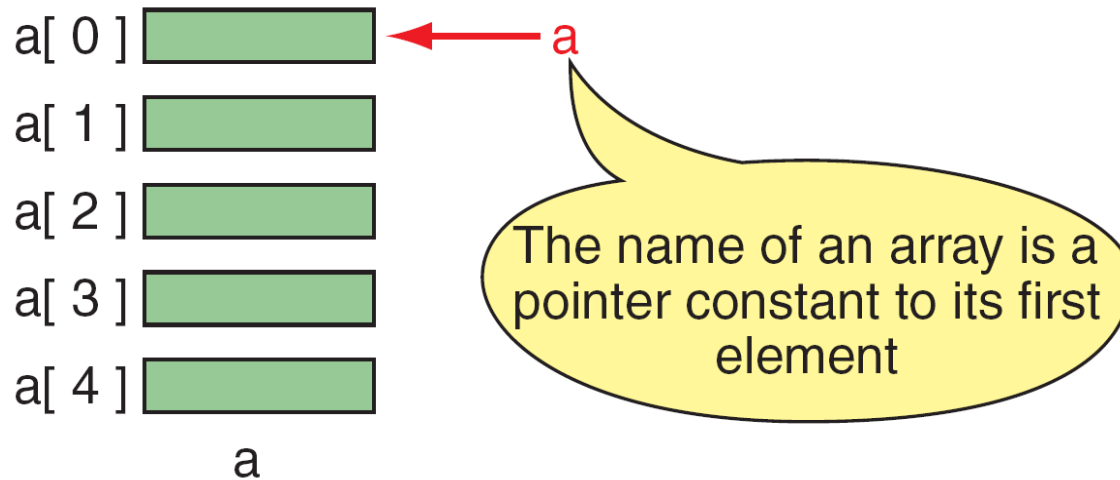 a[ 0 ]
a
a[ 1 ]
a[ 2 ]
a[ 3 ]
a[ 4 ]
a
The name of an array is a
pointer constant to its first
element